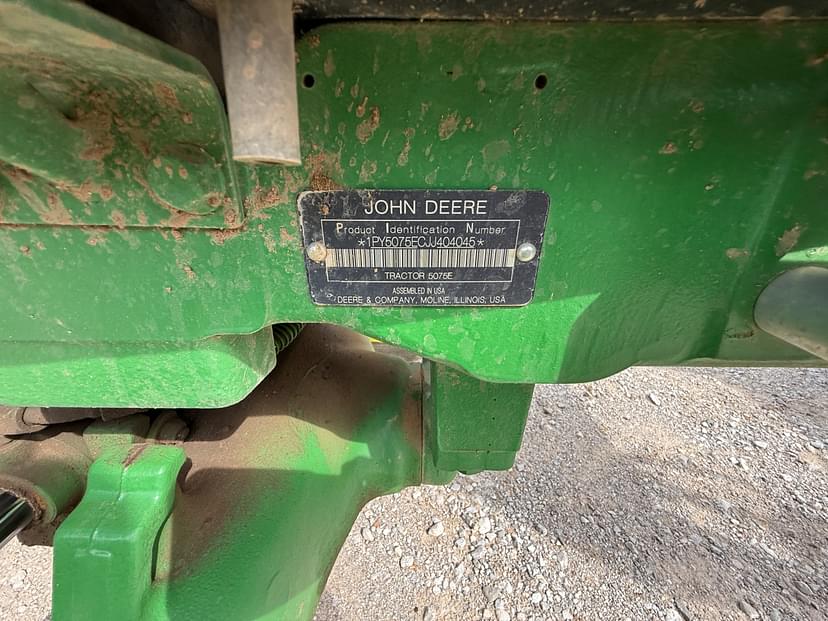 JOHN DEERE
Product Identification Number
*1PY5075ECJJ404045*
TRACTOR 5075E
ASSEMBLED IN USA
DEERE & COMPANY, MOLINE, ILLINOIS, USA